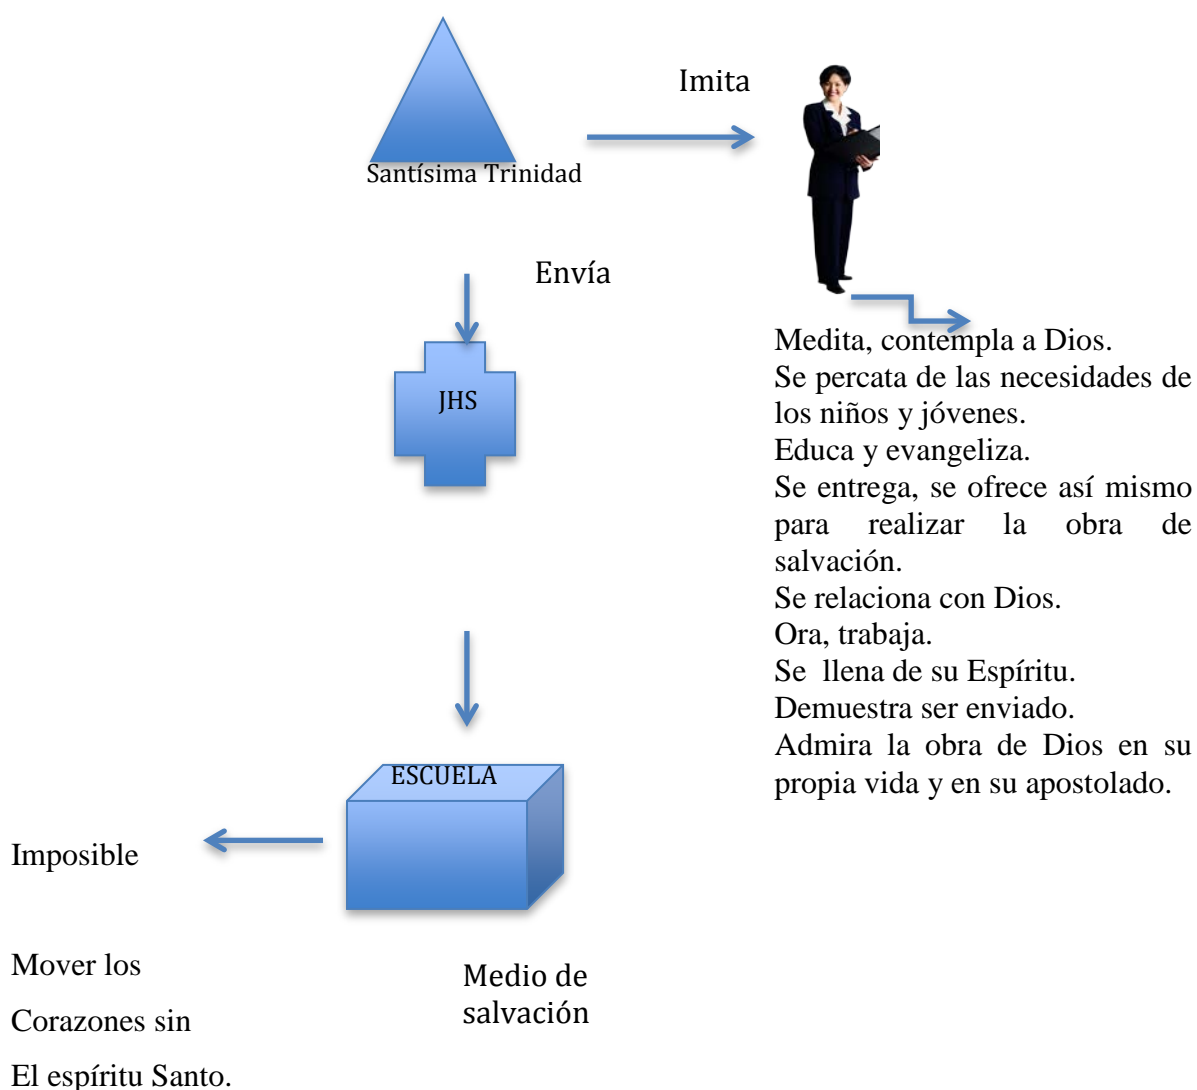 Imita
Santísima Trinidad
Envía
JHS
Medita, contempla a Dios.
Se percata de las necesidades de
los niños y jóvenes.
Educa y evangeliza.
Se entrega, se ofrece así mismo
para realizar la obra de
salvación.
Se relaciona con Dios.
Ora, trabaja.
Se llena de su Espíritu.
Demuestra ser enviado.
Admira la obra de Dios en su
propia vida y en su apostolado.
ESCUELA
Imposible
Mover los
Corazones sin
El espíritu Santo.
Medio de
salvación